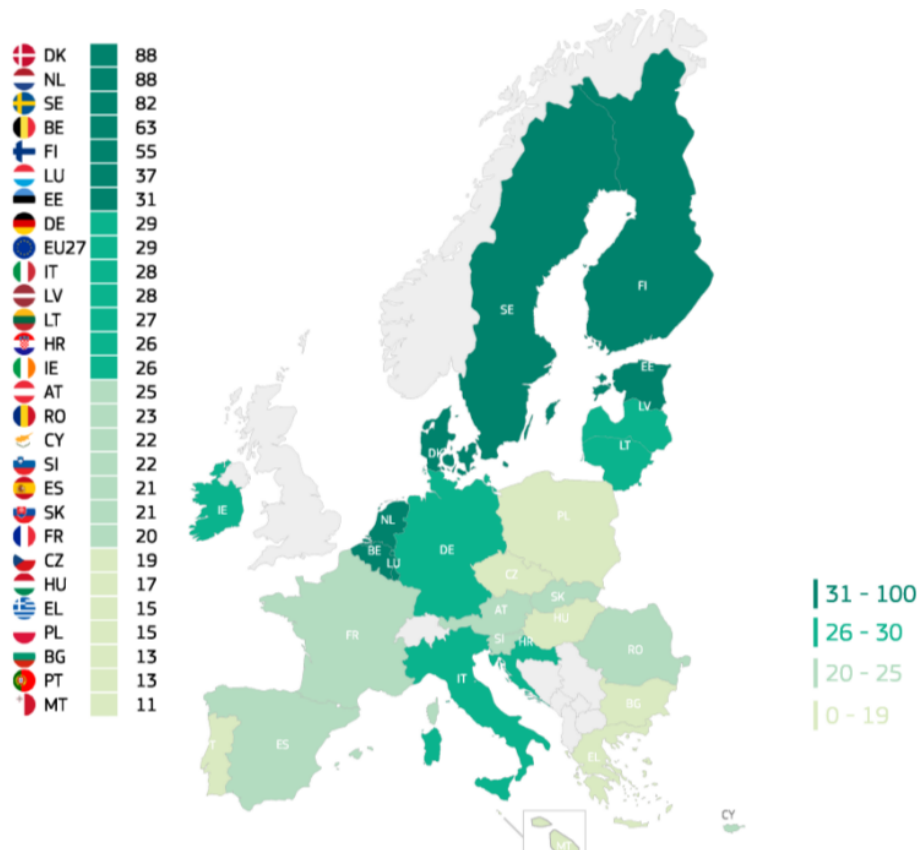 DK 88
NL 88
SE 82
BE 63
FI 55
LU 37
EE 31
DE 29
EU27 29
IT 28
LV 28
LT 27
HR 26
IE 26
AT 25
RO 23
CY 22
SI 22
ES 21
SK 21
FR 20
CZ 19
HU 17
EL 15
PL 15
BG 13
PT 13
MT 11
FI
SE
EE
LV
LT
DK
IE
NL
PL
BE
DE
LU
CZ
SK
AT
HU
FR
SI
HR
RO
IT
BG
ES
T
EL
CY
MT
31 - 100
26 - 30
20 - 25
0 - 19